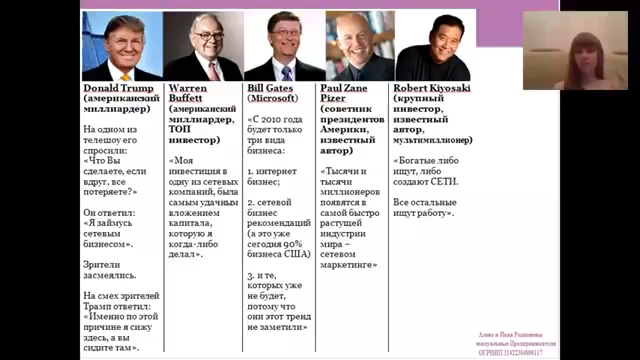 Donald Trump
(американский
миллиардер)
На одном из
телешоу его
спросили:
«Что Вы
сделаете, если
вдруг, все
потеряете?»
Он ответил:
«Я займусь
сетевым
бизнесом».
Зрители
засмеялись.
На смех зрителей
Трамп ответил:
«Именно по этой
причине я сижу
здесь, а вы
сидите там».
Warren
Buffett
(американский
миллиардер,
ТОП
инвестор)
«Моя
инвестиция в
одну из сетевых
компаний, была
самым удачным
вложением
капитала,
которую я
когда-либо
делал».
Bill Gates
(Microsoft)
«С 2010 года
будет только
три вида
бизнеса:
1. интернет
бизнес;
2. сетевой
бизнес
рекомендаций
(а это уже
сегодня 90%
бизнеса США)
3. и те,
которых уже
не будет,
потому что
они этот тренд
не заметили»
Paul Zane
Pizer
(советник
президентов
Америки,
известный
автор)
«Тысячи и
тысячи
миллионеров
появятся в
самой быстро
растущей
индустрии
мира –
сетевом
маркетинге»
Robert Kiyosaki
(крупный
инвестор,
известный
автор,
мультимиллионер)
«Богатые либо
ищут, либо
создают СЕТИ.
Все остальные
ищут работу».
Алена и Иван
Предприниматели
ОГРНИП